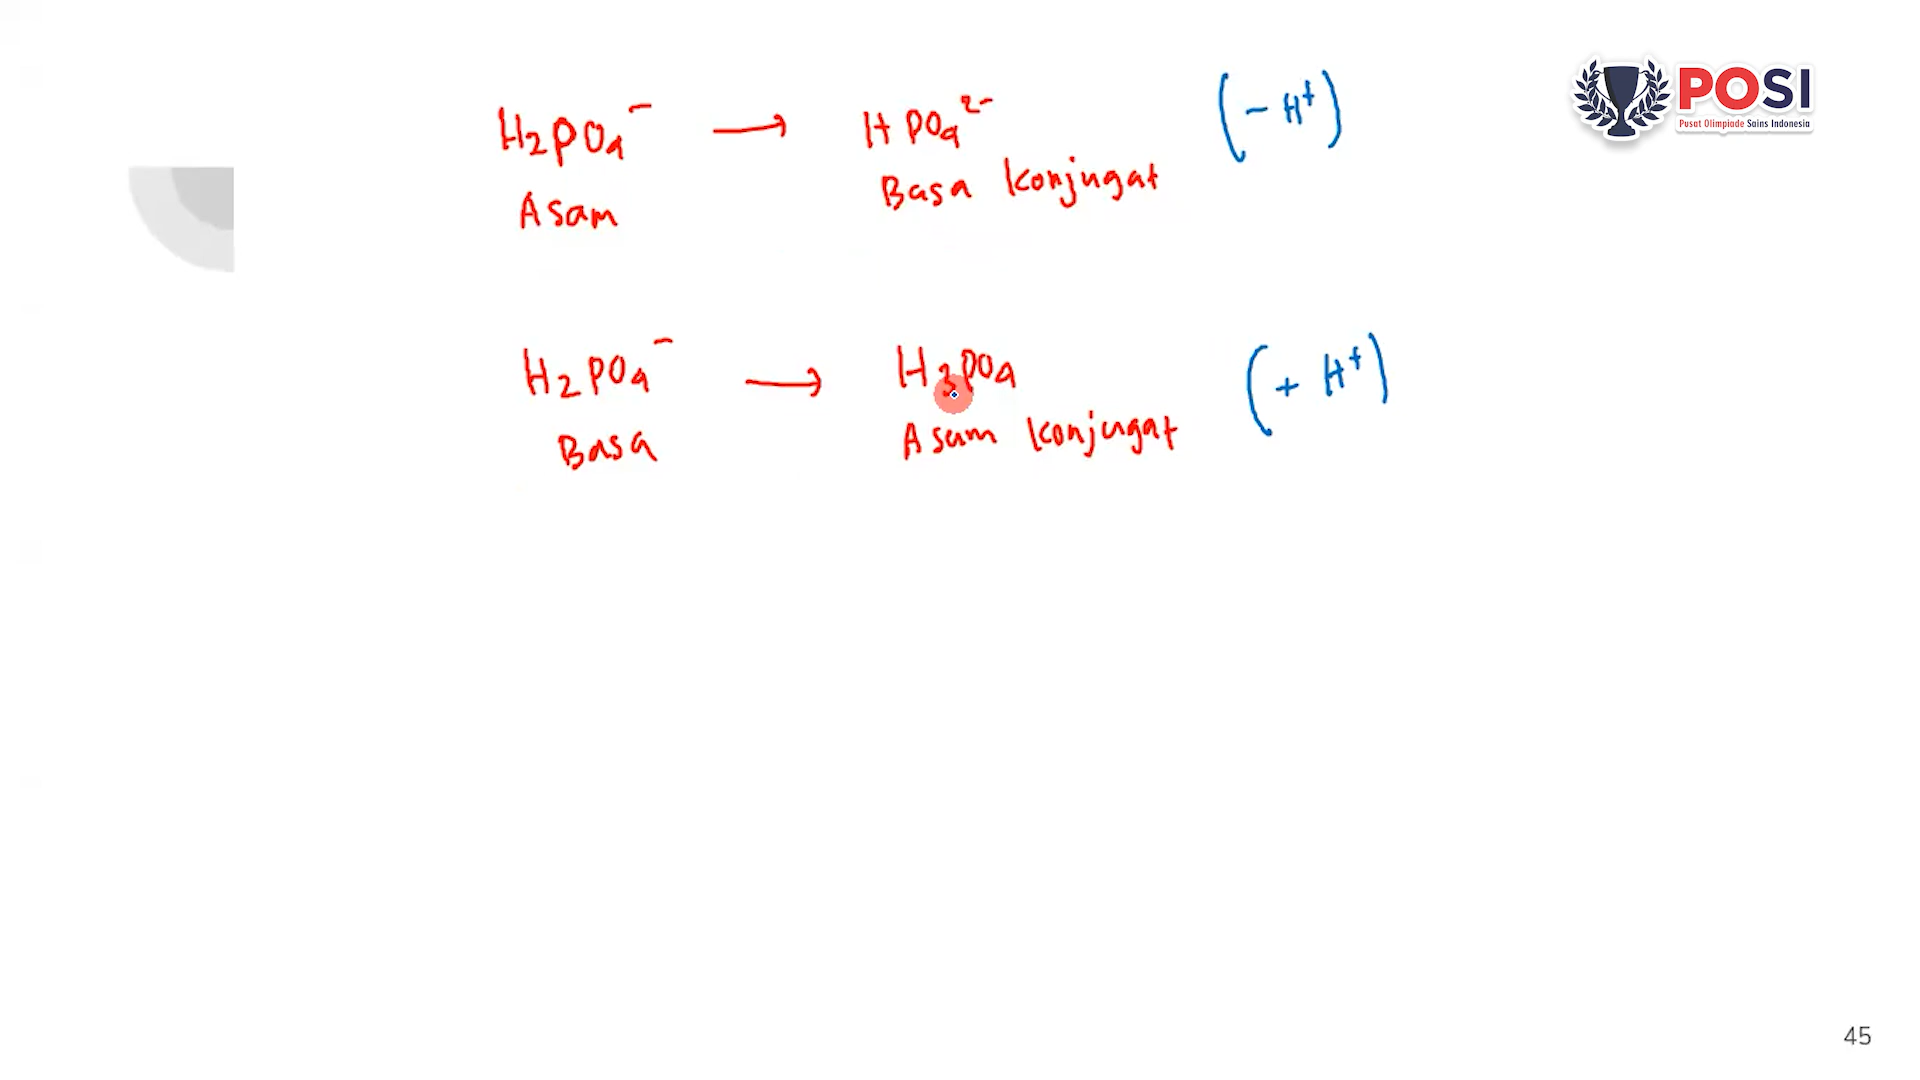 H₂PO₄⁻ → HPO₄²⁻ (- H⁺)
Asam Basa Konjugat
H₂PO₄⁻ → H₃PO₄ (+ H⁺)
Basa Asam Konjugat
POSI
Pusat Olimpiade Sains Indonesia
45